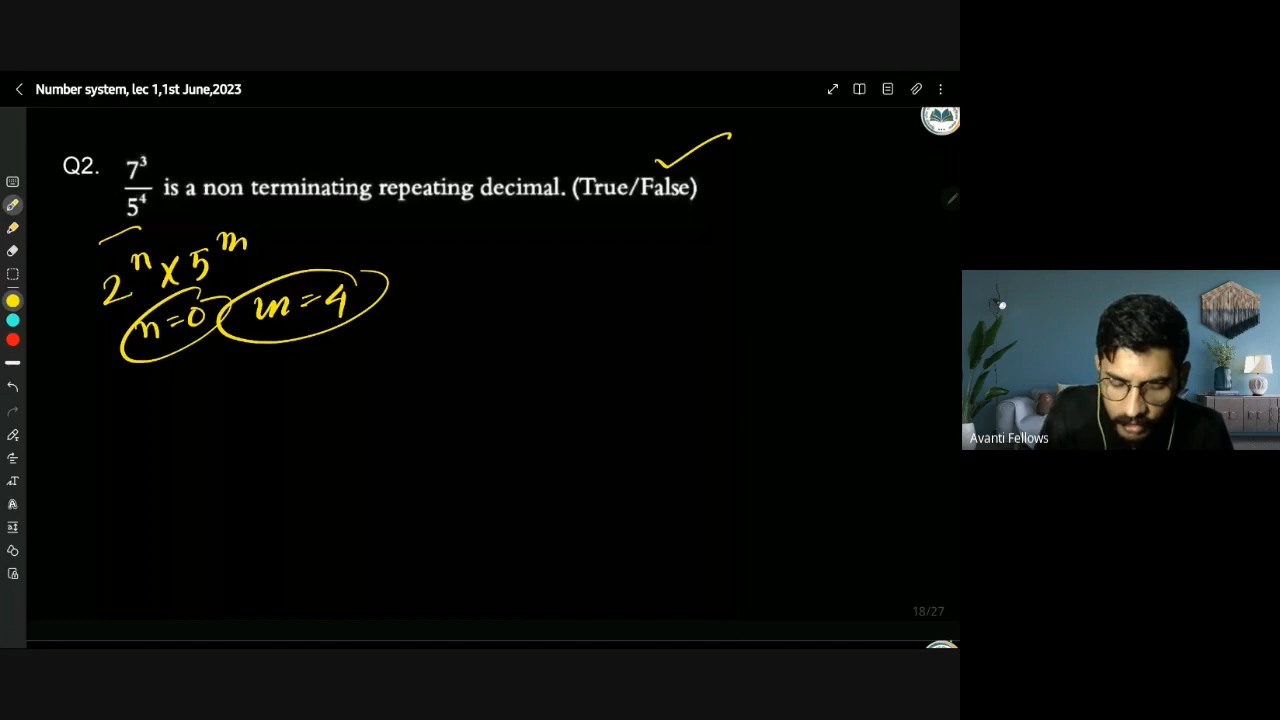 Number system, lec 1,1st June,2023
Q2. 7³/5⁴ is a non terminating repeating decimal. (True/False)
2ⁿ × 5ᵐ
n=0 m=4
18/27
Avanti Fellows